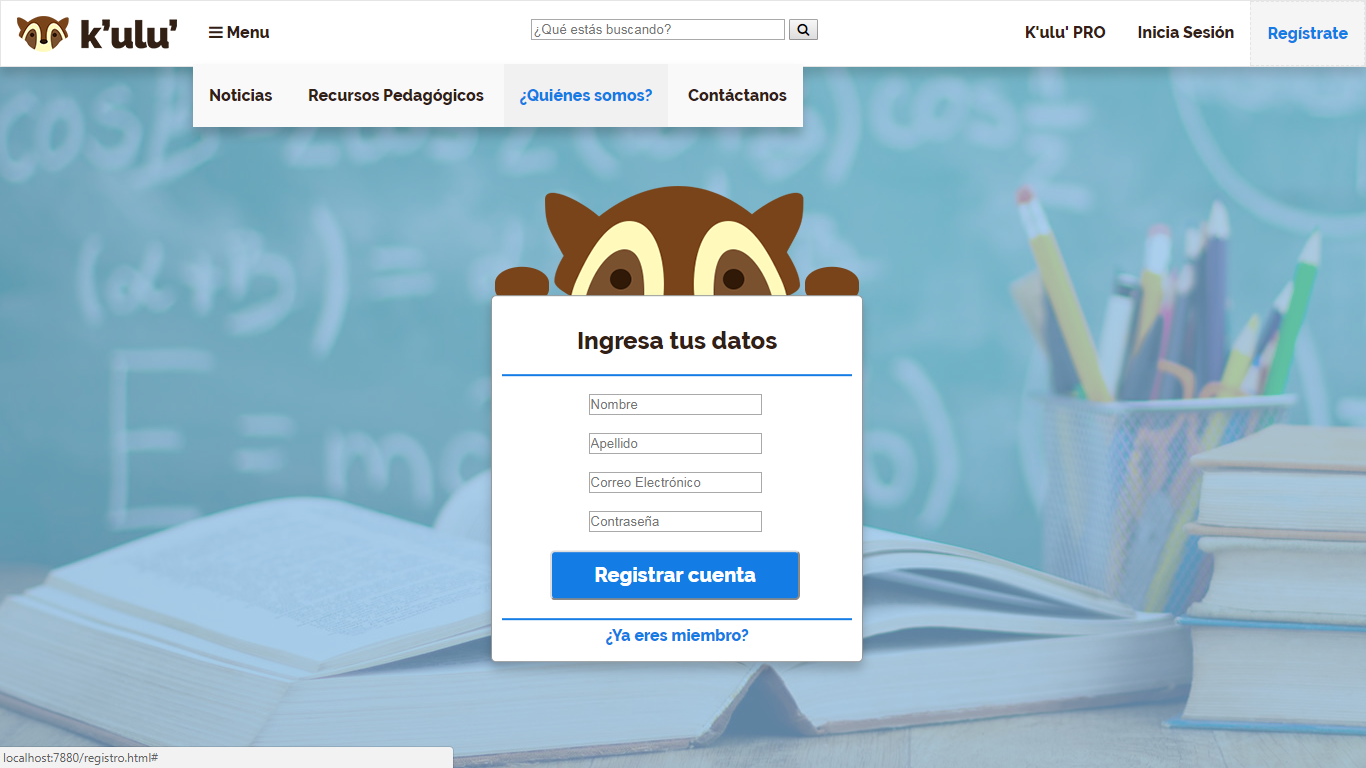 k'ulu'
Menu
¿Qué estás buscando?
K'ulu' PRO
Inicia Sesión
Regístrate
Noticias
Recursos Pedagógicos
¿Quiénes somos?
Contáctanos
Ingresa tus datos
Nombre
Apellido
Correo Electrónico
Contraseña
Registrar cuenta
¿Ya eres miembro?
localhost:7880/registro.html#